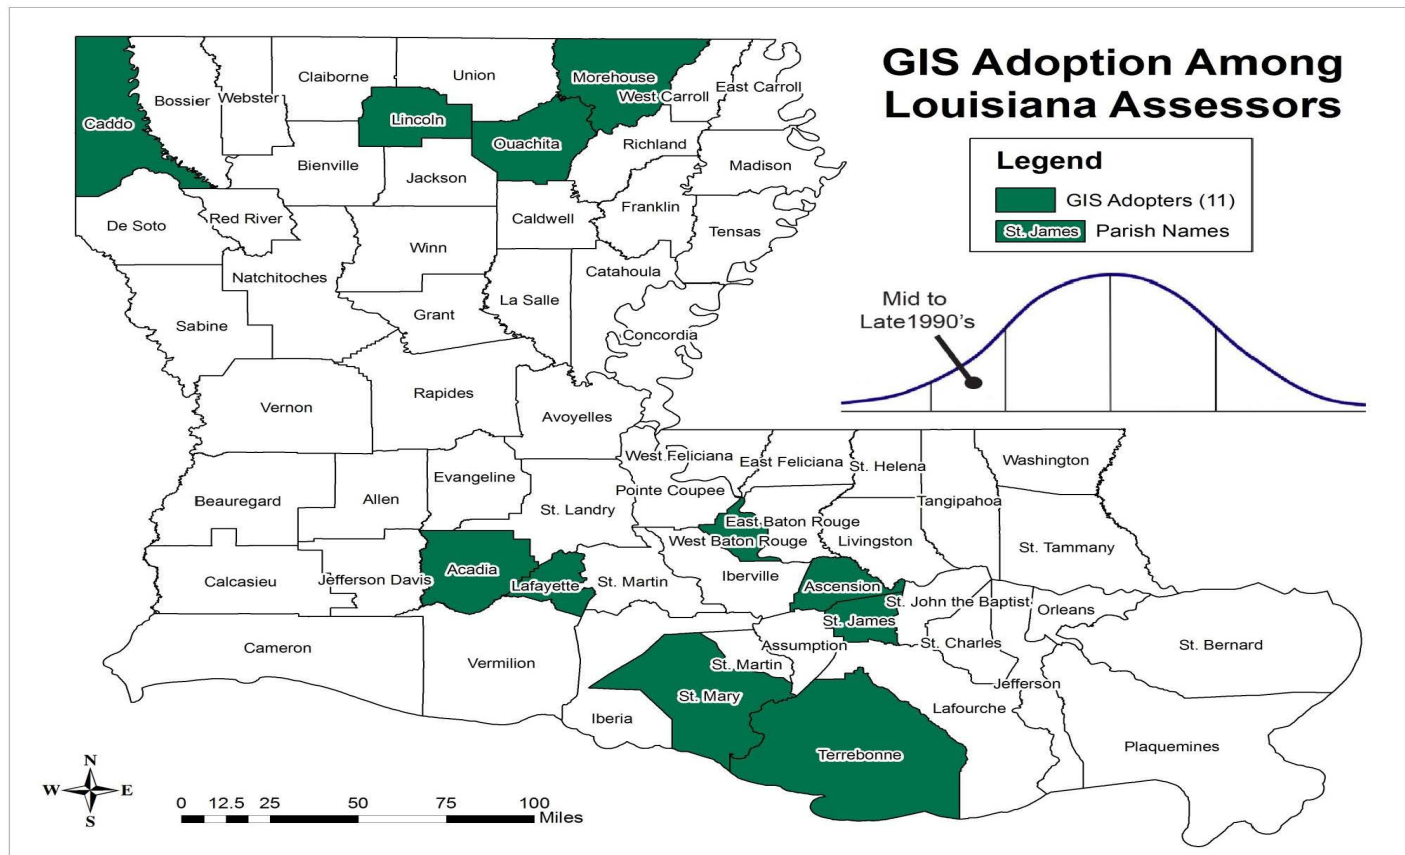 GIS Adoption Among
Louisiana Assessors
Legend
GIS Adopters (11)
St. James Parish Names
Mid to
Late1990's
Claiborne
Union
Morehouse
West Carroll
East Carroll
Bossier
Webster
Caddo
Lincoln
Ouachita
Richland
Madison
Bienville
Jackson
Franklin
De Soto
Red River
Caldwell
Tensas
Winn
Natchitoches
Catahoula
La Salle
Sabine
Grant
Concordia
Vernon
Rapides
Avoyelles
West Feliciana
East Feliciana
St. Helena
Washington
Evangeline
Pointe Coupee
Tangipahoa
Beauregard
Allen
St. Landry
East Baton Rouge
West Baton Rouge
Livingston
St. Tammany
Calcasieu
Jefferson Davis
Acadia
Lafayette
St. Martin
Iberville
Ascension
St. John the Baptist
Orleans
St. James
Cameron
Vermilion
Assumption
St. Charles
St. Bernard
St. Martin
St. Mary
Jefferson
Iberia
Lafourche
Terrebonne
Plaquemines
N
W E
S
0 12.5 25 50 75 100
Miles